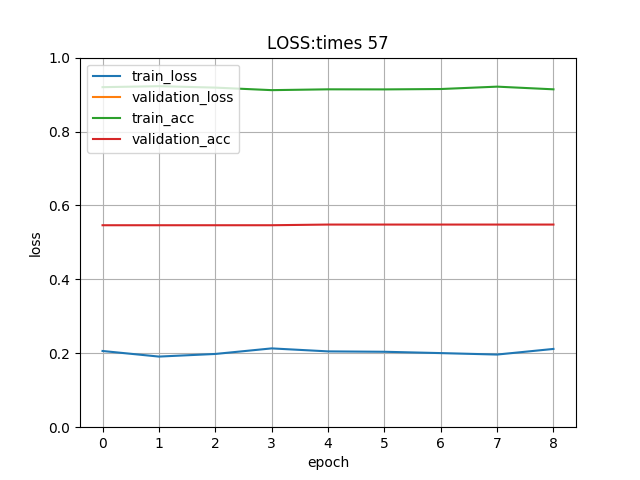 LOSS:times 57
1.0
0.8
0.6
0.4
0.2
0.0
loss
train_loss
validation_loss
train_acc
validation_acc
0 1 2 3 4 5 6 7 8
epoch